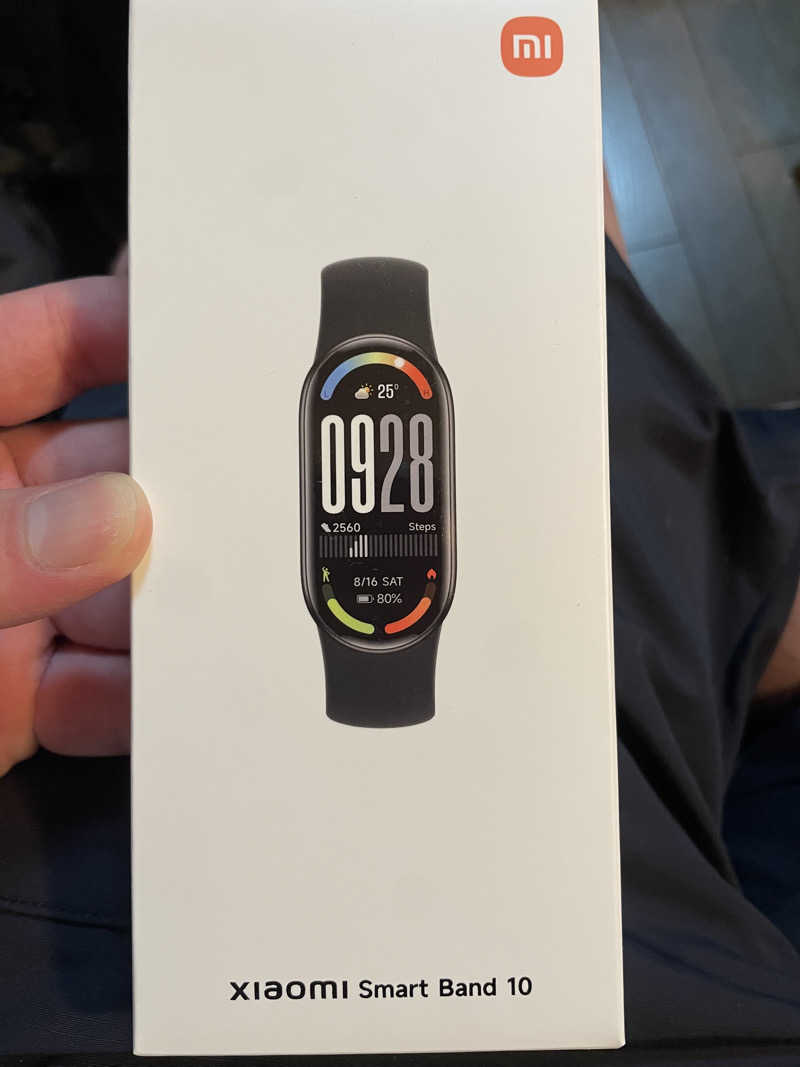 mi
L H
25°
0928
2560 Steps
8/16 SAT
80%
xiaomi Smart Band 10